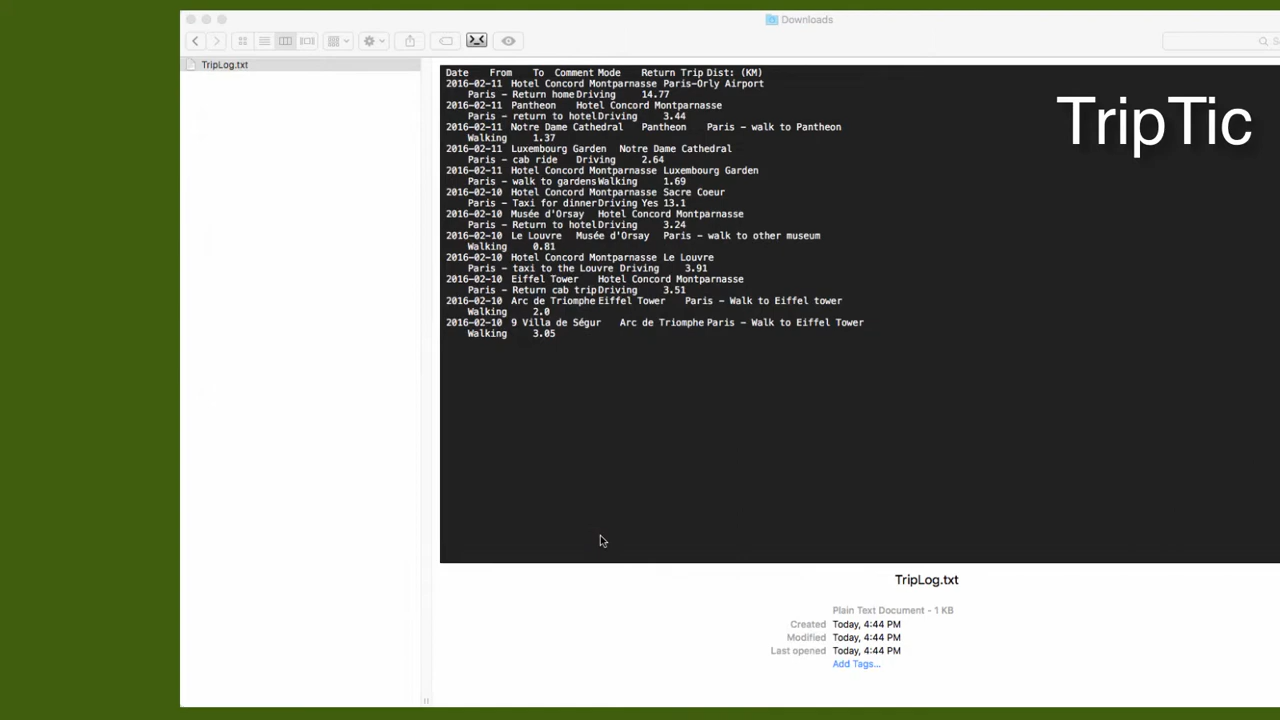 Downloads
TripLog.txt
TripTic
Date From To Comment Mode Return Trip Dist: (KM)
2016-02-11 Hotel Concord Montparnasse Paris-Orly Airport
Paris - Return home Driving 14.77
2016-02-11 Pantheon Hotel Concord Montparnasse
Paris - return to hotel Driving 3.44
2016-02-11 Notre Dame Cathedral Pantheon Paris - walk to Pantheon
Walking 1.37
2016-02-11 Luxembourg Garden Notre Dame Cathedral
Paris - cab ride Driving 2.64
2016-02-11 Hotel Concord Montparnasse Luxembourg Garden
Paris - walk to gardens Walking 1.69
2016-02-10 Hotel Concord Montparnasse Sacre Coeur
Paris - Taxi for dinner Driving Yes 13.1
2016-02-10 Musée d'Orsay Hotel Concord Montparnasse
Paris - Return to hotel Driving 3.24
2016-02-10 Le Louvre Musée d'Orsay Paris - walk to other museum
Walking 0.81
2016-02-10 Hotel Concord Montparnasse Le Louvre
Paris - taxi to the Louvre Driving 3.91
2016-02-10 Eiffel Tower Hotel Concord Montparnasse
Paris - Return cab trip Driving 3.51
2016-02-10 Arc de Triomphe Eiffel Tower Paris - Walk to Eiffel tower
Walking 2.0
2016-02-10 9 Villa de Ségur Arc de Triomphe Paris - Walk to Eiffel Tower
Walking 3.05
TripLog.txt
Plain Text Document - 1 KB
Created Today, 4:44 PM
Modified Today, 4:44 PM
Last opened Today, 4:44 PM
Add Tags...